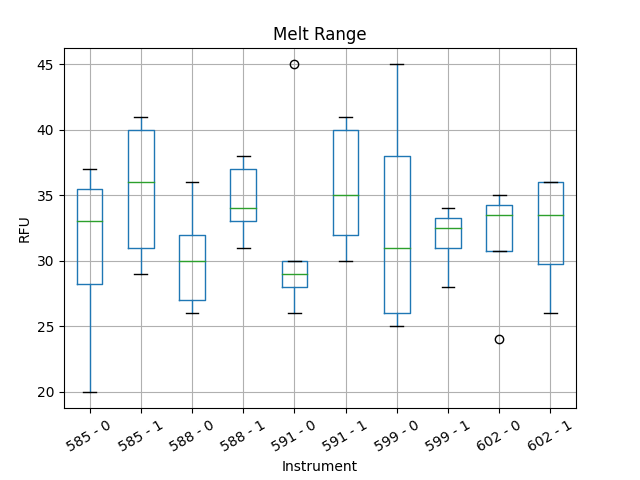 Melt Range
45
40
35
30
25
20
RFU
585 - 0
585 - 1
588 - 0
588 - 1
591 - 0
591 - 1
599 - 0
599 - 1
602 - 0
602 - 1
Instrument